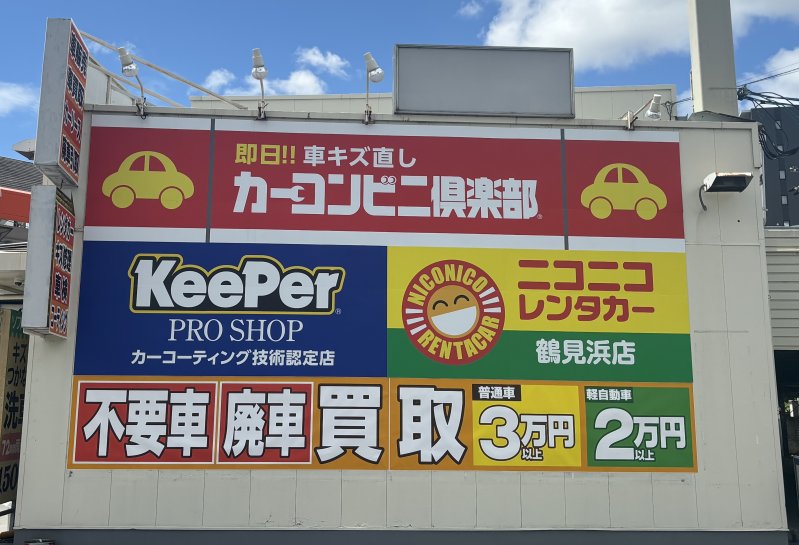 即日!! 車キズ直し
カーコンビニ倶楽部
KeePer
PRO SHOP
カーコーティング技術認定店
NICONICO
RENTACAR
ニコニコ
レンタカー
鶴見浜店
不要車 廃車 買取
普通車
3万円
以上
軽自動車
2万円
以上